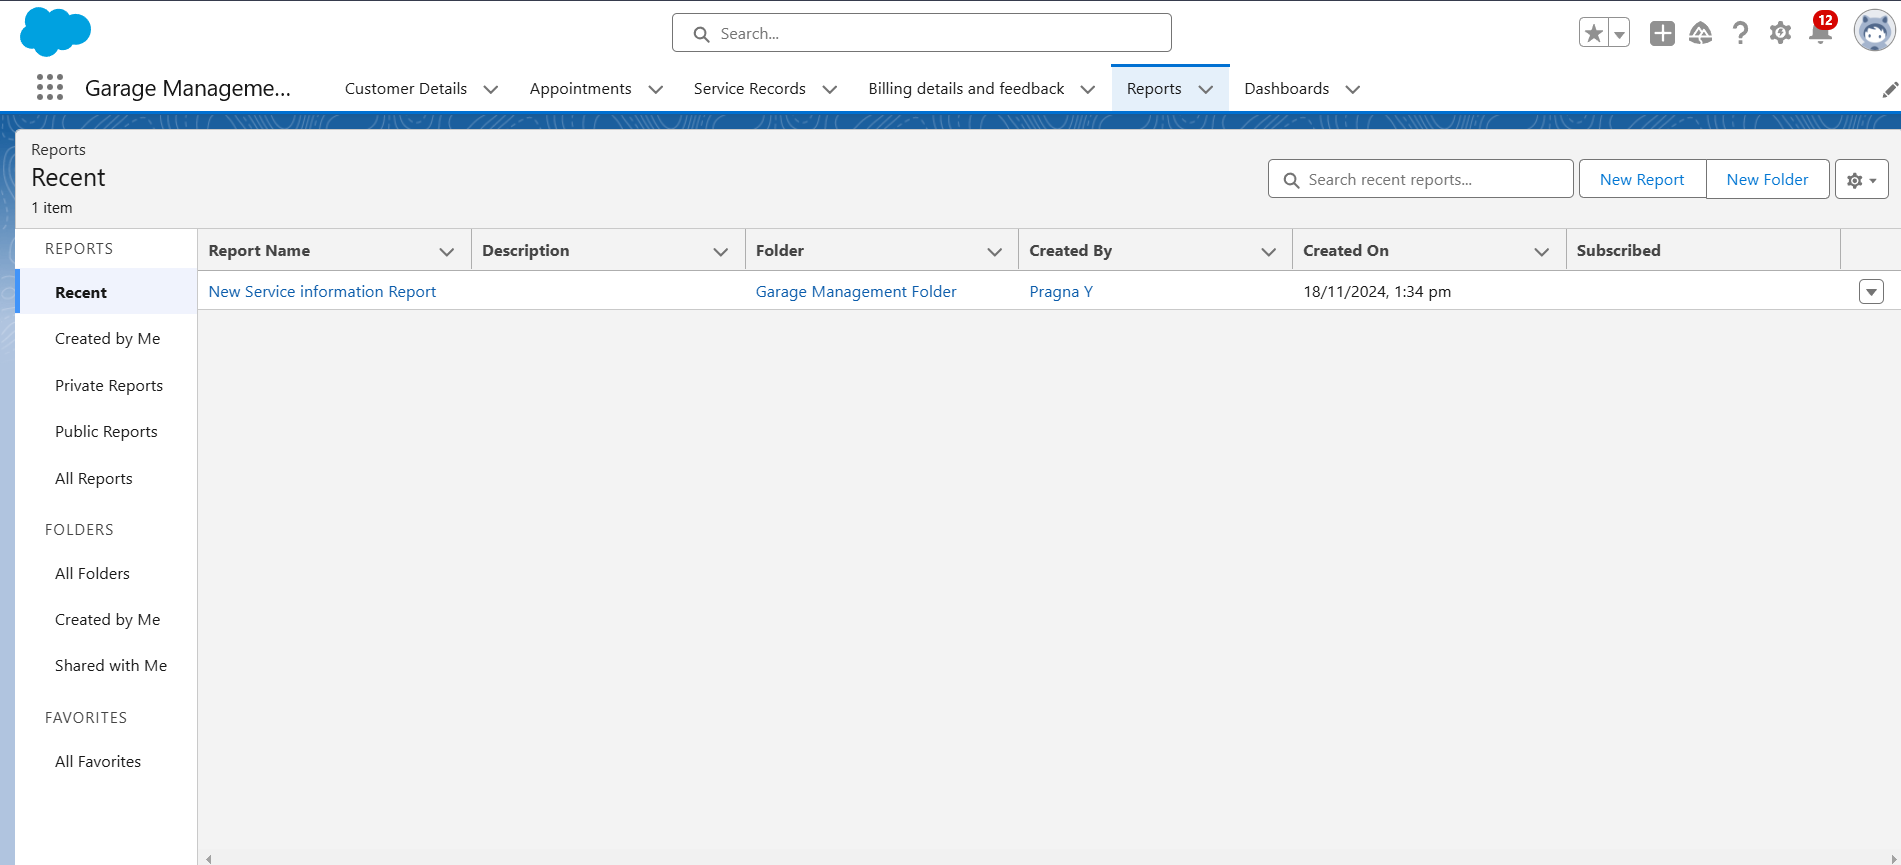 Search...
12
Garage Manageme...
Customer Details
Appointments
Service Records
Billing details and feedback
Reports
Dashboards
Reports
Recent
1 item
Search recent reports...
New Report
New Folder
REPORTS
Recent
Created by Me
Private Reports
Public Reports
All Reports
FOLDERS
All Folders
Created by Me
Shared with Me
FAVORITES
All Favorites
Report Name
Description
Folder
Created By
Created On
Subscribed
New Service information Report
Garage Management Folder
Pragna Y
18/11/2024, 1:34 pm